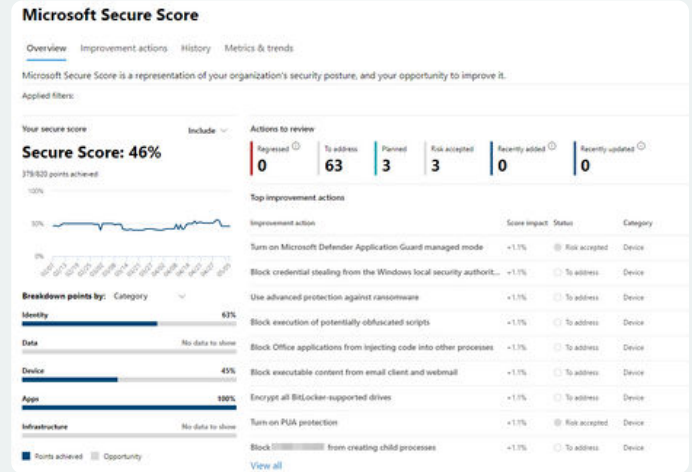 Microsoft Secure Score
Overview Improvement actions History Metrics & trends
Microsoft Secure Score is a representation of your organization's security posture, and your opportunity to improve it.
Applied filters:
Your secure score Include
Secure Score: 46%
379/820 points achieved
100%
50%
0%
Breakdown points by: Category
Identity 63%
Data No data to show
Device 45%
Apps 100%
Infrastructure No data to show
Points achieved Opportunity
Actions to review
Regressed To address Planned Risk accepted Recently added Recently updated
0 63 3 3 0 0
Top improvement actions
Improvement action Score impact Status Category
Turn on Microsoft Defender Application Guard managed mode +1.1% Risk accepted Device
Block credential stealing from the Windows local security authorit... +1.1% To address Device
Use advanced protection against ransomware +1.1% To address Device
Block execution of potentially obfuscated scripts +1.1% To address Device
Block Office applications from injecting code into other processes +1.1% To address Device
Block executable content from email client and webmail +1.1% To address Device
Encrypt all BitLocker-supported drives +1.1% To address Device
Turn on PUA protection +1.1% Risk accepted Device
Block from creating child processes +1.1% To address Device
View all